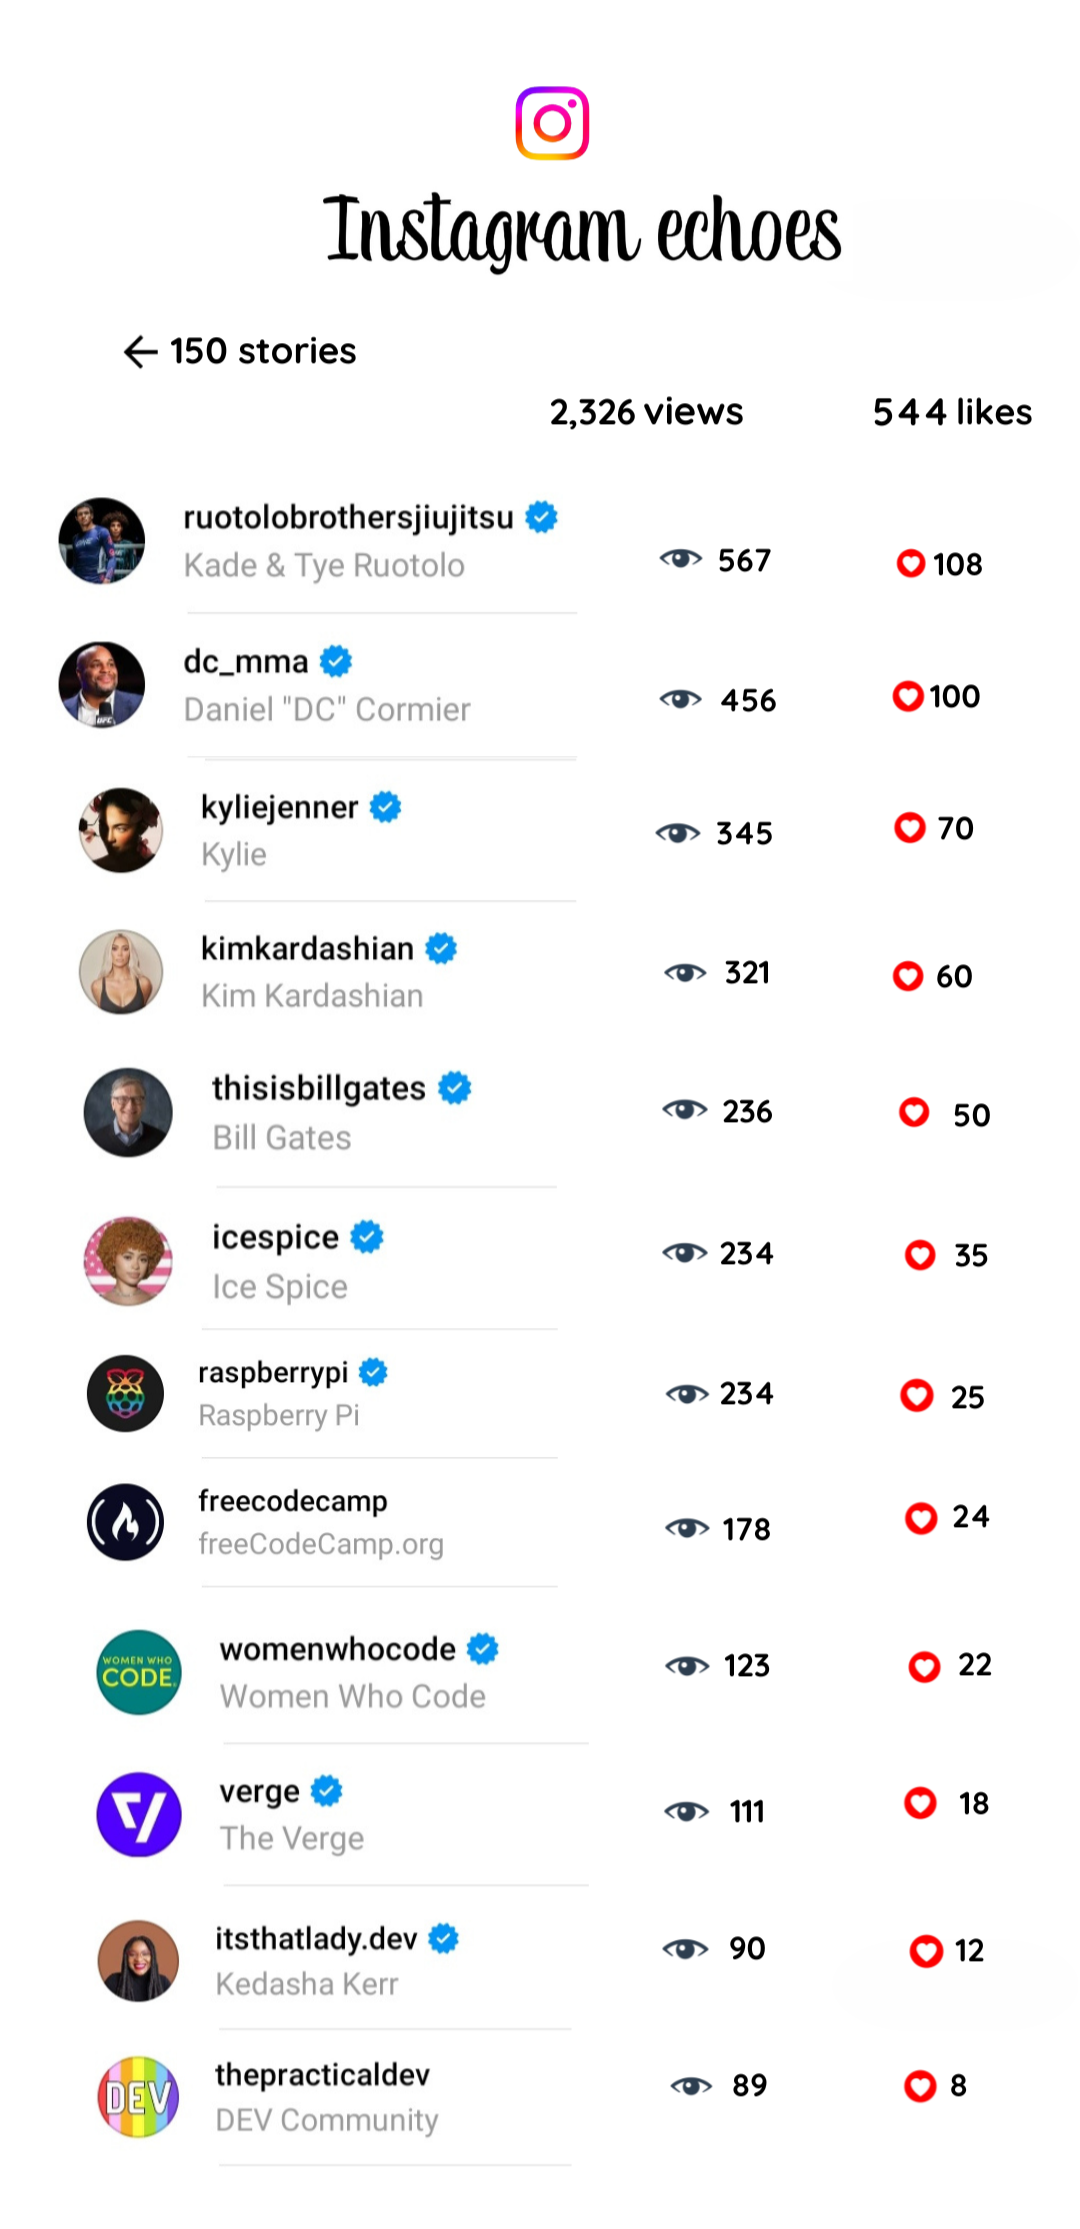 Instagram echoes
← 150 stories
2,326 views 544 likes
ruotolobrothersjiujitsu
Kade & Tye Ruotolo
567 108
dc_mma
Daniel "DC" Cormier
456 100
UFC
kyliejenner
Kylie
345 70
kimkardashian
Kim Kardashian
321 60
thisisbillgates
Bill Gates
236 50
icespice
Ice Spice
234 35
raspberrypi
Raspberry Pi
234 25
freecodecamp
freeCodeCamp.org
178 24
WOMEN WHO
CODE
womenwhocode
Women Who Code
123 22
verge
The Verge
111 18
itsthatlady.dev
Kedasha Kerr
90 12
DEV
thepracticaldev
DEV Community
89 8